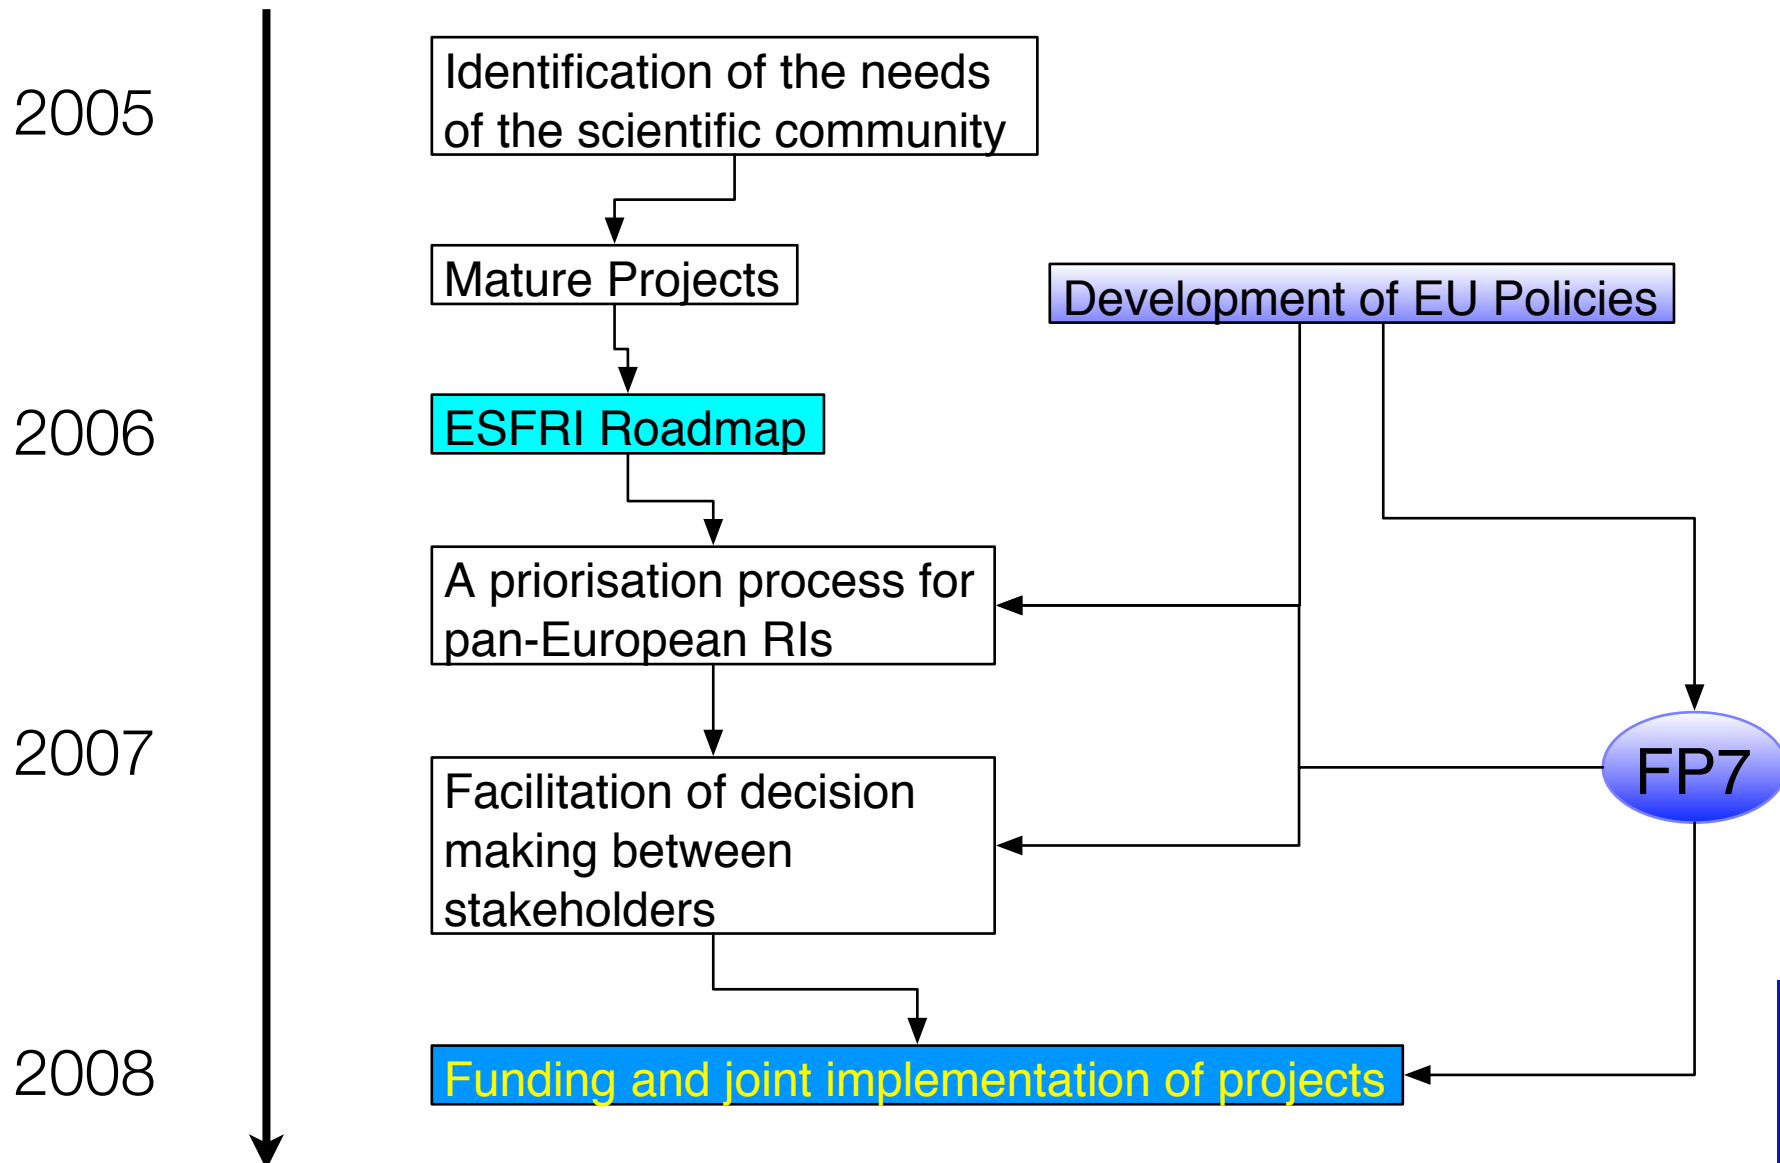 2005
Identification of the needs
of the scientific community
Mature Projects
Development of EU Policies
2006
ESFRI Roadmap
A priorisation process for
pan-European RIs
2007
FP7
Facilitation of decision
making between
stakeholders
2008
Funding and joint implementation of projects